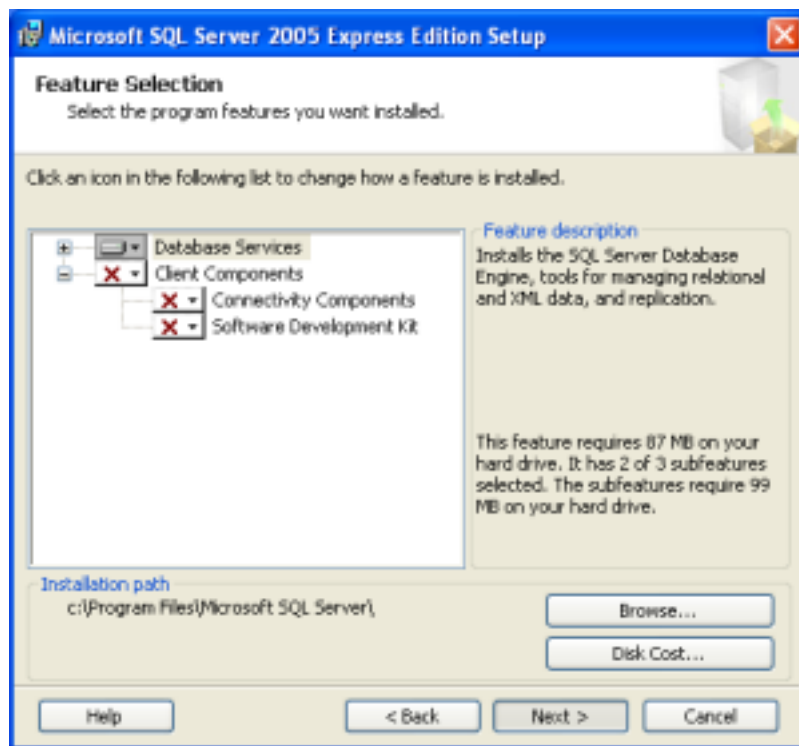 Microsoft SQL Server 2005 Express Edition Setup
Feature Selection
Select the program features you want installed.
Click an icon in the following list to change how a feature is installed.
Database Services
Client Components
Connectivity Components
Software Development Kit
Feature description
Installs the SQL Server Database
Engine, tools for managing relational
and XML data, and replication.
This feature requires 87 MB on your
hard drive. It has 2 of 3 subfeatures
selected. The subfeatures require 99
MB on your hard drive.
Installation path
c:\Program Files\Microsoft SQL Server\
Browse...
Disk Cost...
Help
< Back
Next >
Cancel